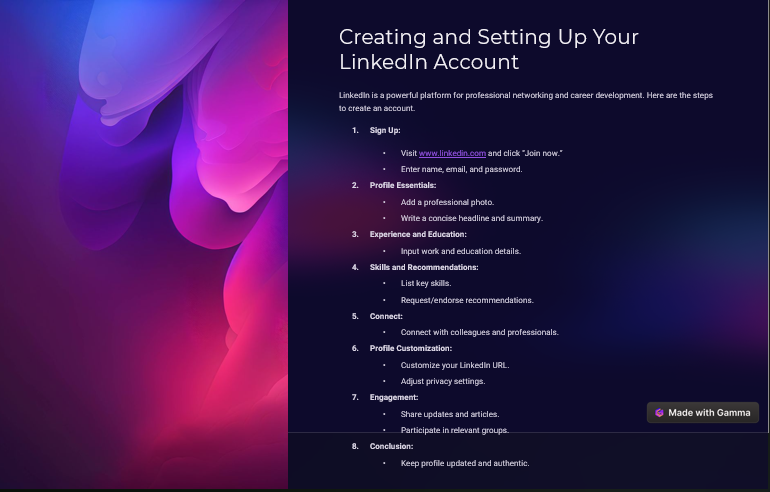 Creating and Setting Up Your
LinkedIn Account
LinkedIn is a powerful platform for professional networking and career development. Here are the steps
to create an account.
1. Sign Up:
• Visit www.linkedin.com and click "Join now."
• Enter name, email, and password.
2. Profile Essentials:
• Add a professional photo.
• Write a concise headline and summary.
3. Experience and Education:
• Input work and education details.
4. Skills and Recommendations:
• List key skills.
• Request/endorse recommendations.
5. Connect:
• Connect with colleagues and professionals.
6. Profile Customization:
• Customize your LinkedIn URL.
• Adjust privacy settings.
7. Engagement:
• Share updates and articles.
• Participate in relevant groups.
8. Conclusion:
• Keep profile updated and authentic.
Made with Gamma